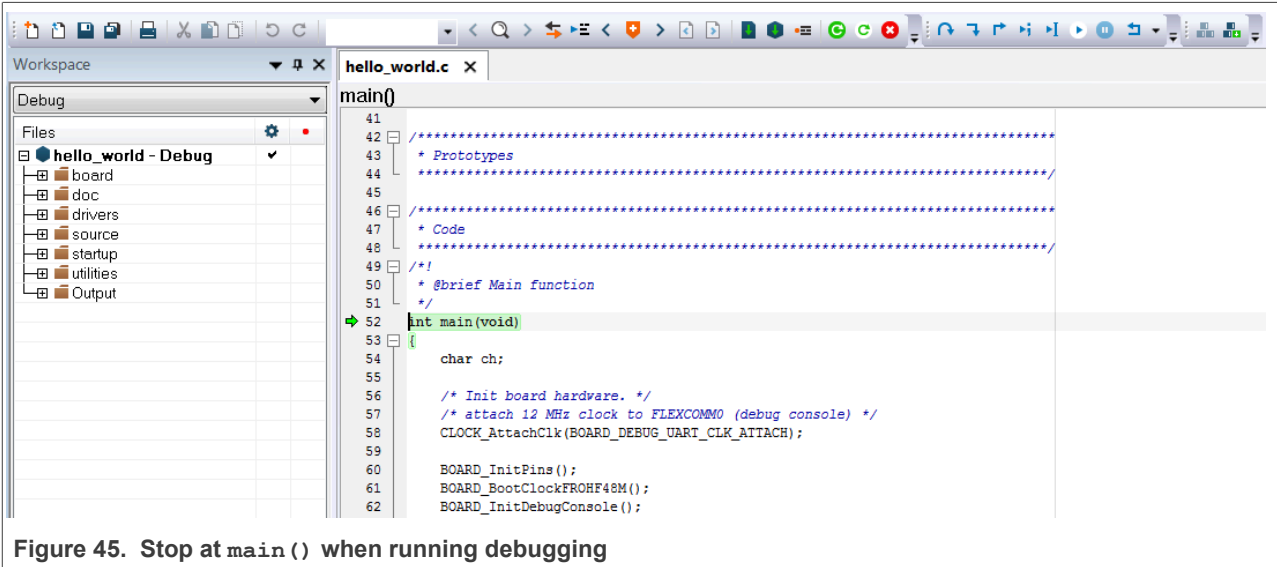 Workspace
hello_world.c
Debug
main()
Files
hello_world - Debug
board
doc
drivers
source
startup
utilities
Output
41
42 /*******************************************************************************
43 * Prototypes
44 ******************************************************************************/
45
46 /*******************************************************************************
47 * Code
48 ******************************************************************************/
49 /*!
50 * @brief Main function
51 */
52 int main(void)
53 {
54 char ch;
55
56 /* Init board hardware. */
57 /* attach 12 MHz clock to FLEXCOMM0 (debug console) */
58 CLOCK_AttachClk(BOARD_DEBUG_UART_CLK_ATTACH);
59
60 BOARD_InitPins();
61 BOARD_BootClockFROHF48M();
62 BOARD_InitDebugConsole();
Figure 45. Stop at main() when running debugging